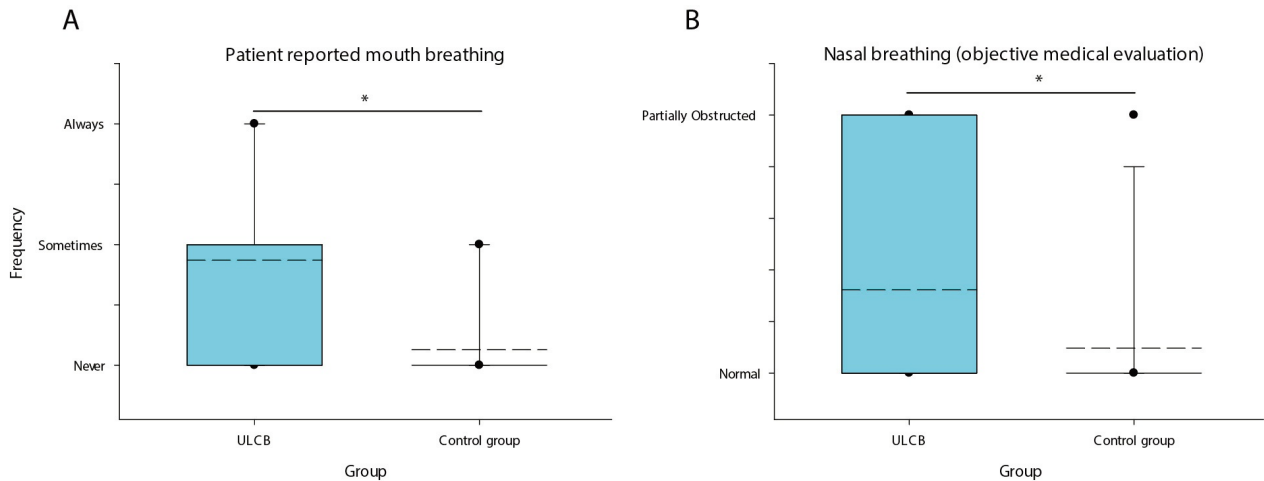 A
Patient reported mouth breathing
*
Always
Sometimes
Never
Frequency
ULCB
Control group
Group
B
Nasal breathing (objective medical evaluation)
*
Partially Obstructed
Normal
ULCB
Control group
Group